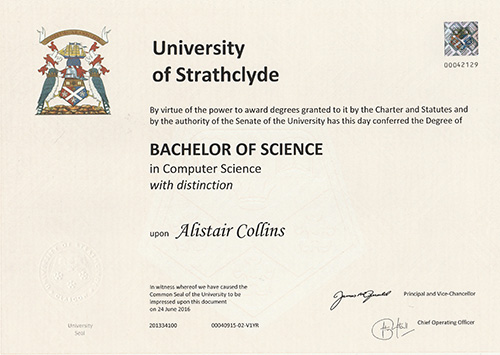 University
of Strathclyde
00042129
By virtue of the power to award degrees granted to it by the Charter and Statutes and
by the authority of the Senate of the University has this day conferred the Degree of
BACHELOR OF SCIENCE
in Computer Science
with distinction
upon Alistair Collins
In witness whereof we have caused the
Common Seal of the University to be
impressed upon this document
on 24 June 2016
Principal and Vice-Chancellor
Chief Operating Officer
University
Seal
201334100
00040915-02-V1YR